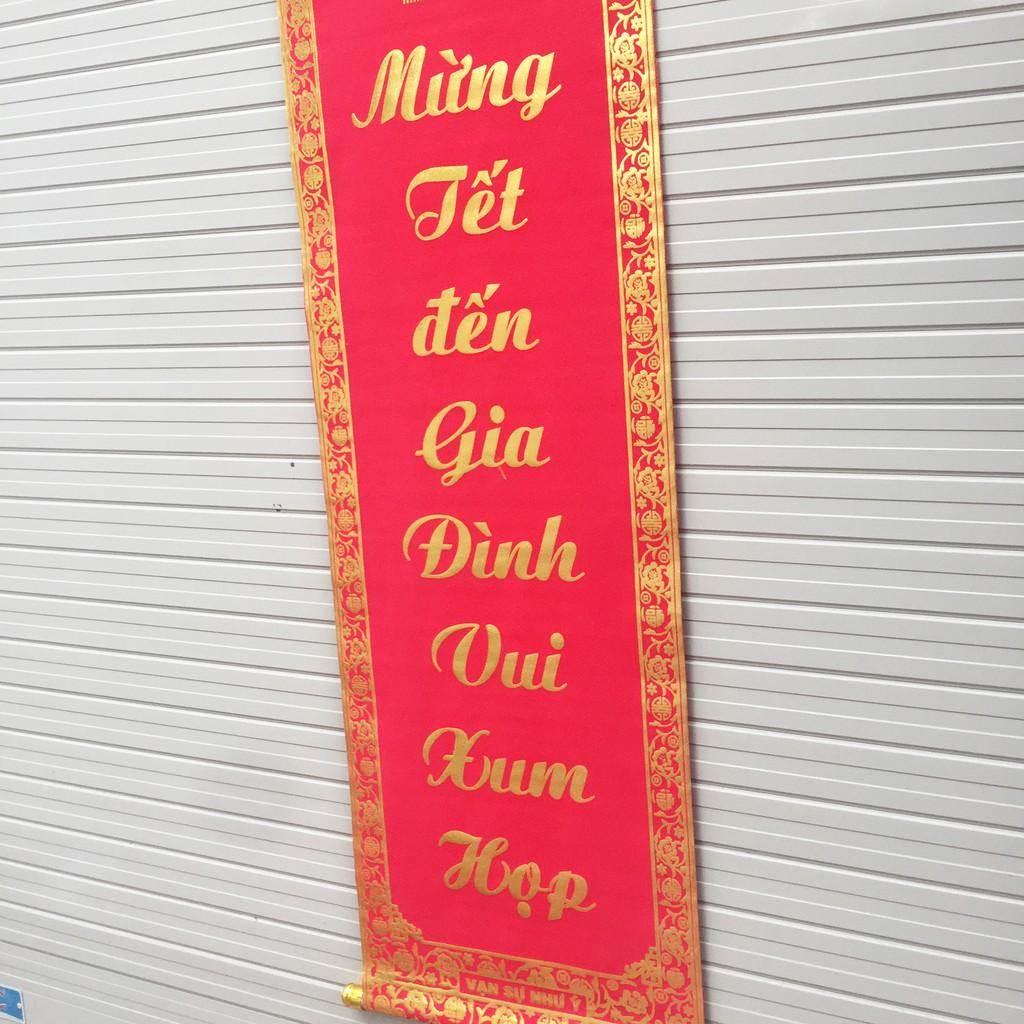 Mừng
Tết
đến
Gia
Đình
Vui
Xum
Họp
VẠN SỰ NHƯ Ý